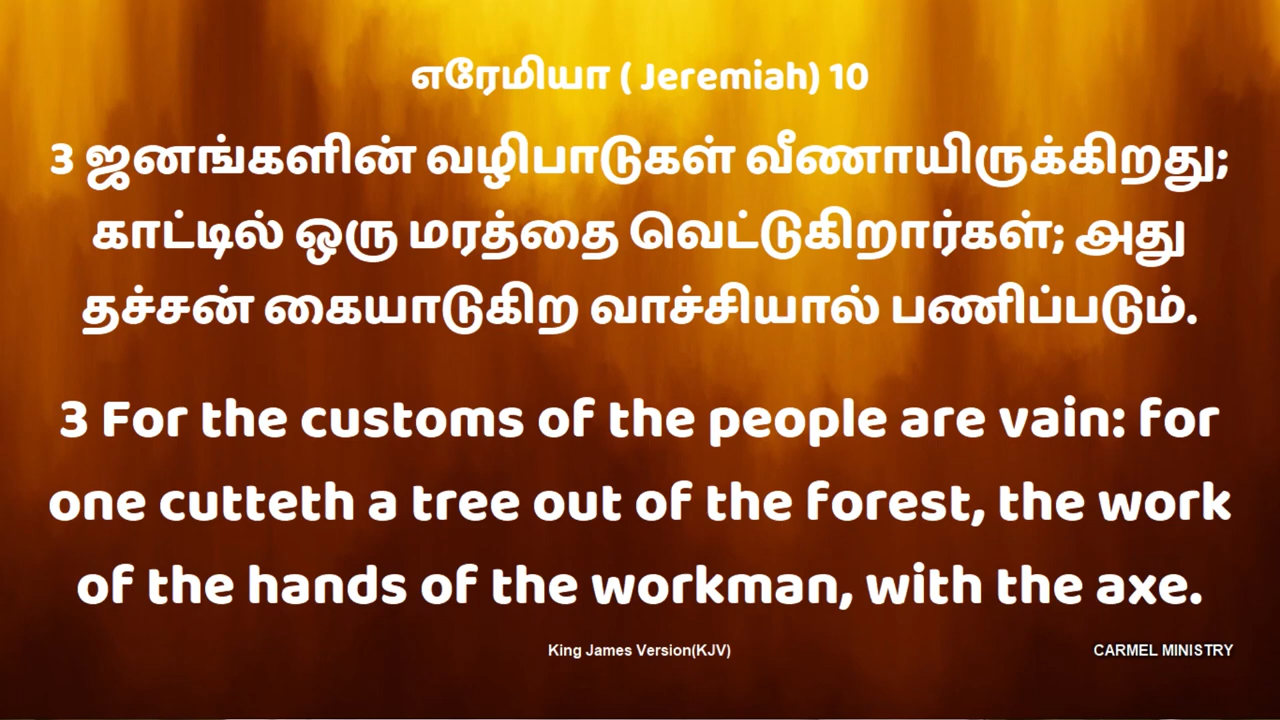 எரேமியா ( Jeremiah) 10
3 ஜனங்களின் வழிபாடுகள் வீணாயிருக்கிறது;
காட்டில் ஒரு மரத்தை வெட்டுகிறார்கள்; அது
தச்சன் கையாடுகிற வாச்சியால் பணிப்படும்.
3 For the customs of the people are vain: for
one cutteth a tree out of the forest, the work
of the hands of the workman, with the axe.
King James Version(KJV)
CARMEL MINISTRY